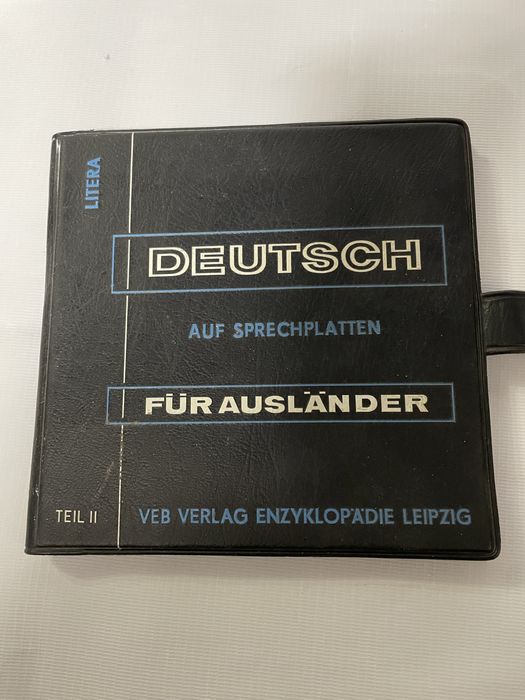 LITERA
DEUTSCH
AUF SPRECHPLATTEN
FÜR AUSLÄNDER
TEIL II
VEB VERLAG ENZYKLOPÄDIE LEIPZIG